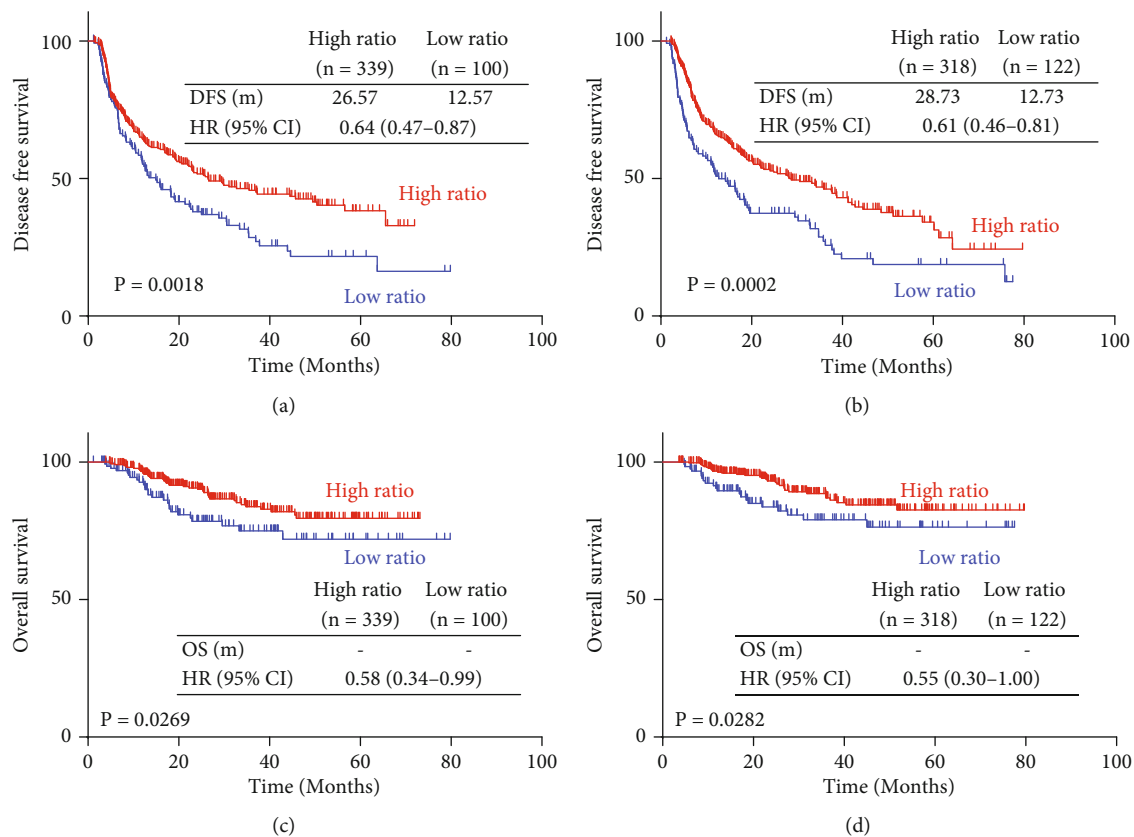 High ratio Low ratio
(n = 339) (n = 100)
DFS (m) 26.57 12.57
HR (95% CI) 0.64 (0.47–0.87)
High ratio
Low ratio
P = 0.0018
Disease free survival
100
50
0
0 20 40 60 80 100
Time (Months)
(a)
High ratio Low ratio
(n = 318) (n = 122)
DFS (m) 28.73 12.73
HR (95% CI) 0.61 (0.46–0.81)
High ratio
Low ratio
P = 0.0002
Disease free survival
100
50
0
0 20 40 60 80 100
Time (Months)
(b)
High ratio
Low ratio
High ratio Low ratio
(n = 339) (n = 100)
OS (m) - -
HR (95% CI) 0.58 (0.34–0.99)
P = 0.0269
Overall survival
100
50
0
0 20 40 60 80 100
Time (Months)
(c)
High ratio
Low ratio
High ratio Low ratio
(n = 318) (n = 122)
OS (m) - -
HR (95% CI) 0.55 (0.30–1.00)
P = 0.0282
Overall survival
100
50
0
0 20 40 60 80 100
Time (Months)
(d)